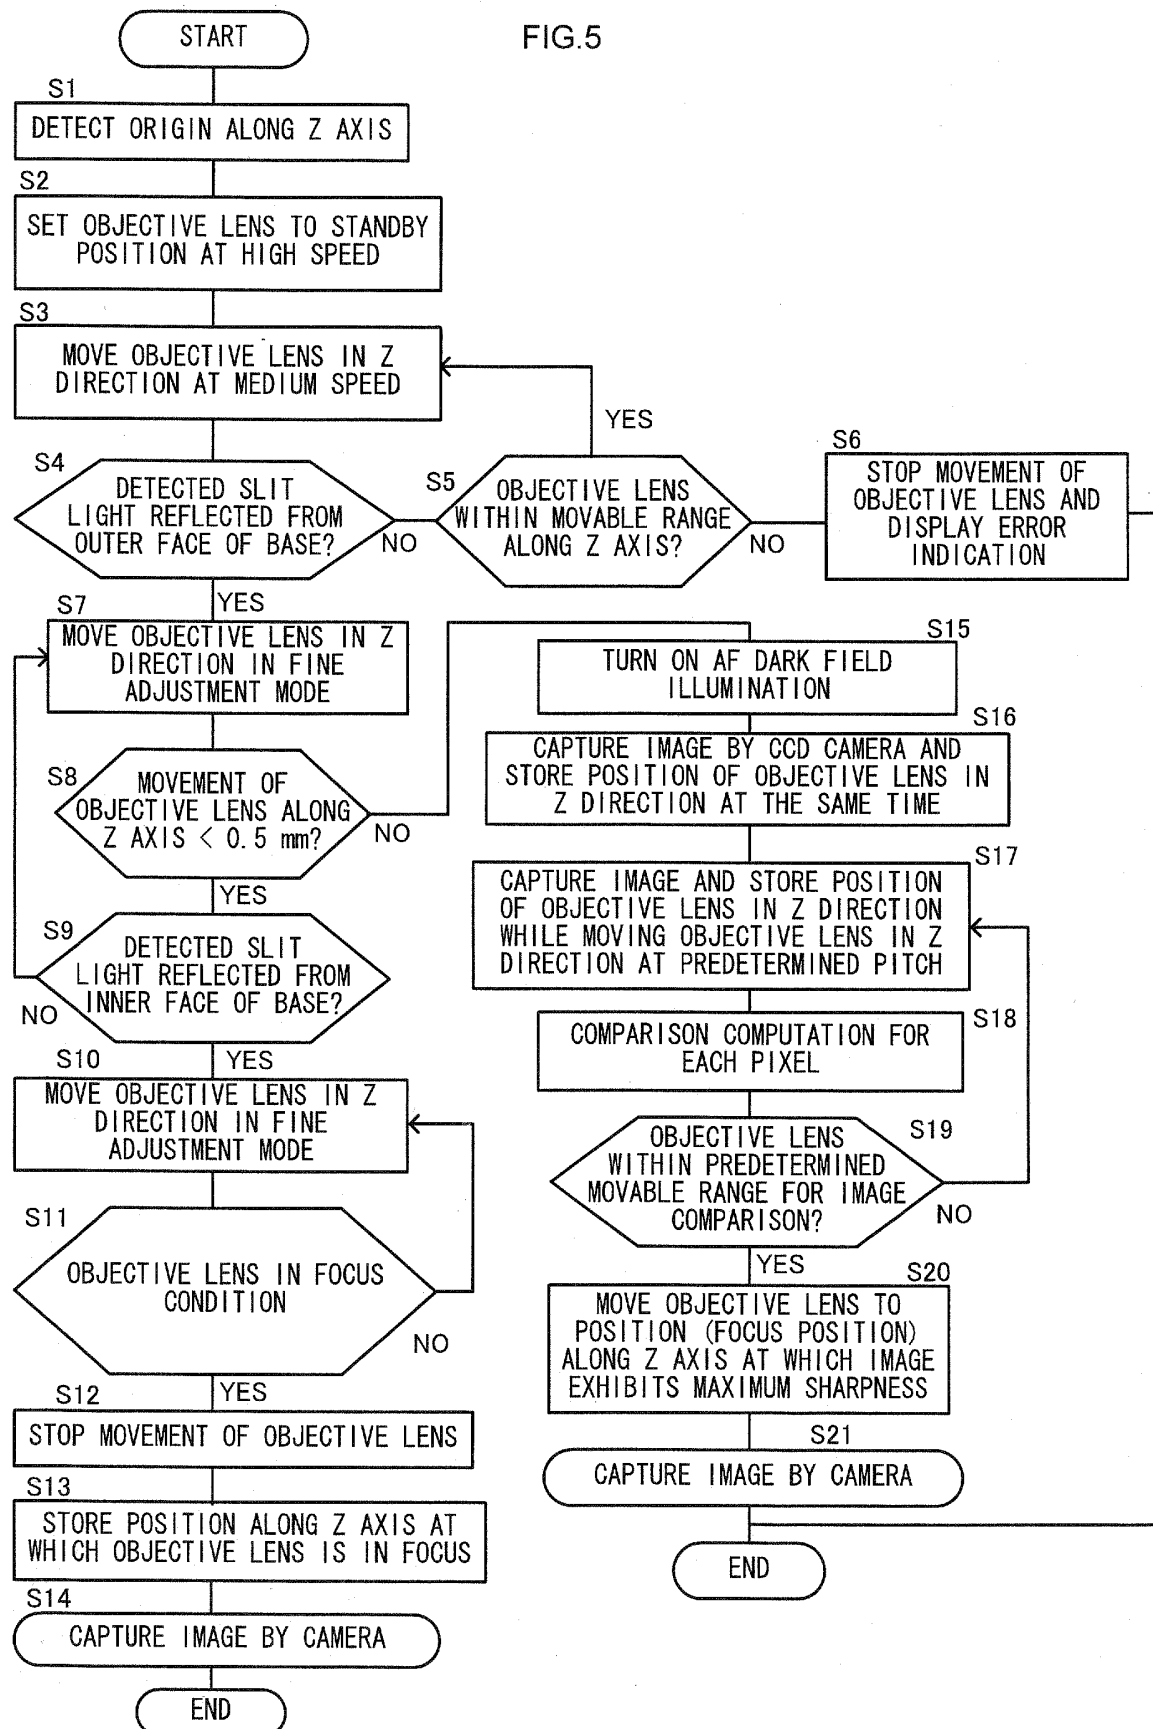 FIG.5
START
S1
DETECT ORIGIN ALONG Z AXIS
S2
SET OBJECTIVE LENS TO STANDBY
POSITION AT HIGH SPEED
S3
MOVE OBJECTIVE LENS IN Z
DIRECTION AT MEDIUM SPEED
S4
DETECTED SLIT
LIGHT REFLECTED FROM
OUTER FACE OF BASE?
NO
YES
S5
OBJECTIVE LENS
WITHIN MOVABLE RANGE
ALONG Z AXIS?
YES
NO
S6
STOP MOVEMENT OF
OBJECTIVE LENS AND
DISPLAY ERROR
INDICATION
S7
MOVE OBJECTIVE LENS IN Z
DIRECTION IN FINE
ADJUSTMENT MODE
S8
MOVEMENT OF
OBJECTIVE LENS ALONG
Z AXIS < 0.5 mm?
NO
YES
S9
DETECTED SLIT
LIGHT REFLECTED FROM
INNER FACE OF BASE?
NO
YES
S10
MOVE OBJECTIVE LENS IN Z
DIRECTION IN FINE
ADJUSTMENT MODE
S11
OBJECTIVE LENS IN FOCUS
CONDITION
NO
YES
S12
STOP MOVEMENT OF OBJECTIVE LENS
S13
STORE POSITION ALONG Z AXIS AT
WHICH OBJECTIVE LENS IS IN FOCUS
S14
CAPTURE IMAGE BY CAMERA
END
S15
TURN ON AF DARK FIELD
ILLUMINATION
S16
CAPTURE IMAGE BY CCD CAMERA AND
STORE POSITION OF OBJECTIVE LENS IN
Z DIRECTION AT THE SAME TIME
S17
CAPTURE IMAGE AND STORE POSITION
OF OBJECTIVE LENS IN Z DIRECTION
WHILE MOVING OBJECTIVE LENS IN Z
DIRECTION AT PREDETERMINED PITCH
S18
COMPARISON COMPUTATION FOR
EACH PIXEL
S19
OBJECTIVE LENS
WITHIN PREDETERMINED
MOVABLE RANGE FOR IMAGE
COMPARISON?
NO
YES
S20
MOVE OBJECTIVE LENS TO
POSITION (FOCUS POSITION)
ALONG Z AXIS AT WHICH IMAGE
EXHIBITS MAXIMUM SHARPNESS
S21
CAPTURE IMAGE BY CAMERA
END